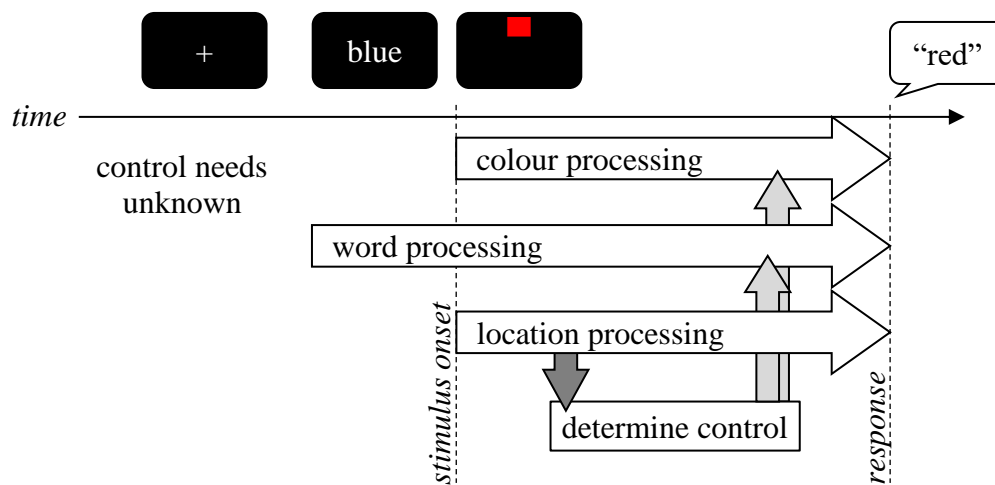 +
blue
“red”
time
control needs
unknown
colour processing
word processing
location processing
determine control
stimulus onset
response